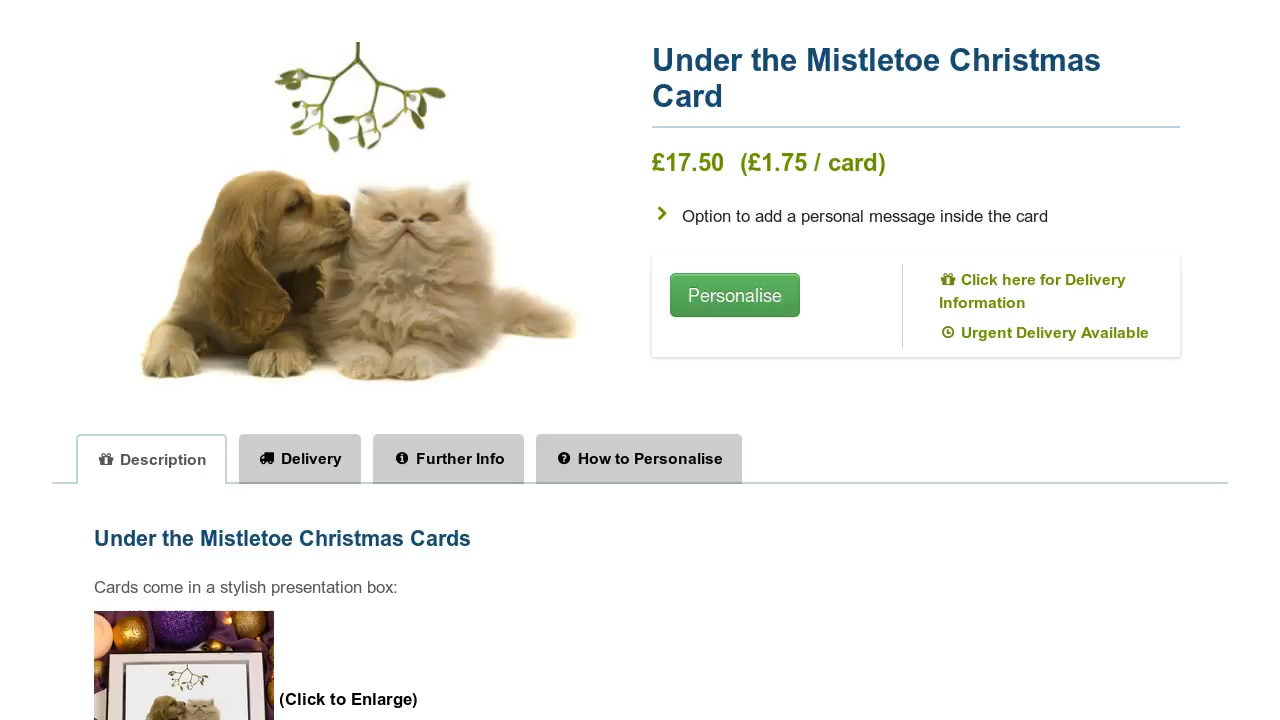 Under the Mistletoe Christmas
Card
£17.50 (£1.75 / card)
Option to add a personal message inside the card
Personalise
Click here for Delivery
Information
Urgent Delivery Available
Description
Delivery
Further Info
How to Personalise
Under the Mistletoe Christmas Cards
Cards come in a stylish presentation box:
(Click to Enlarge)